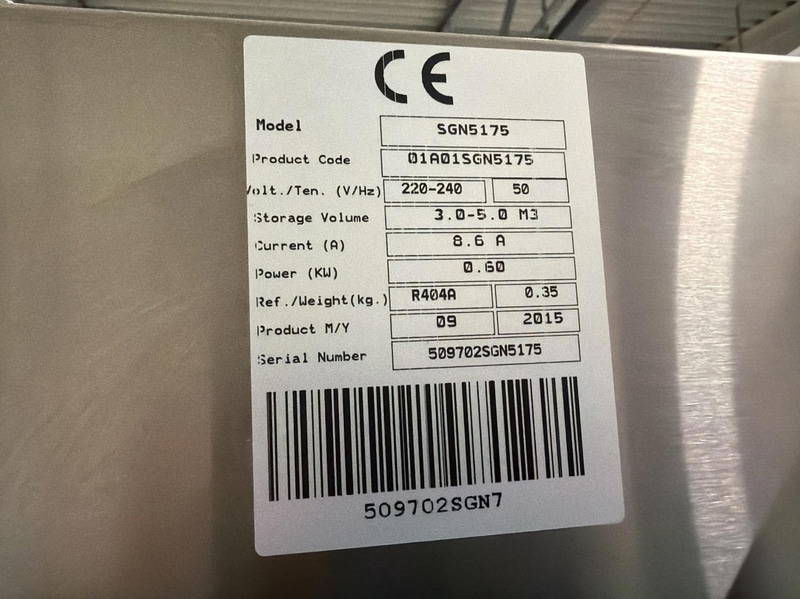 CE
Model SGN5175
Product Code 01A01SGN5175
Volt./Ten. (V/Hz) 220-240 50
Storage Volume 3.0-5.0 M3
Current (A) 8.6 A
Power (KW) 0.60
Ref./Weight(kg.) R404A 0.35
Product M/Y 09 2015
Serial Number 509702SGN5175
509702SGN7